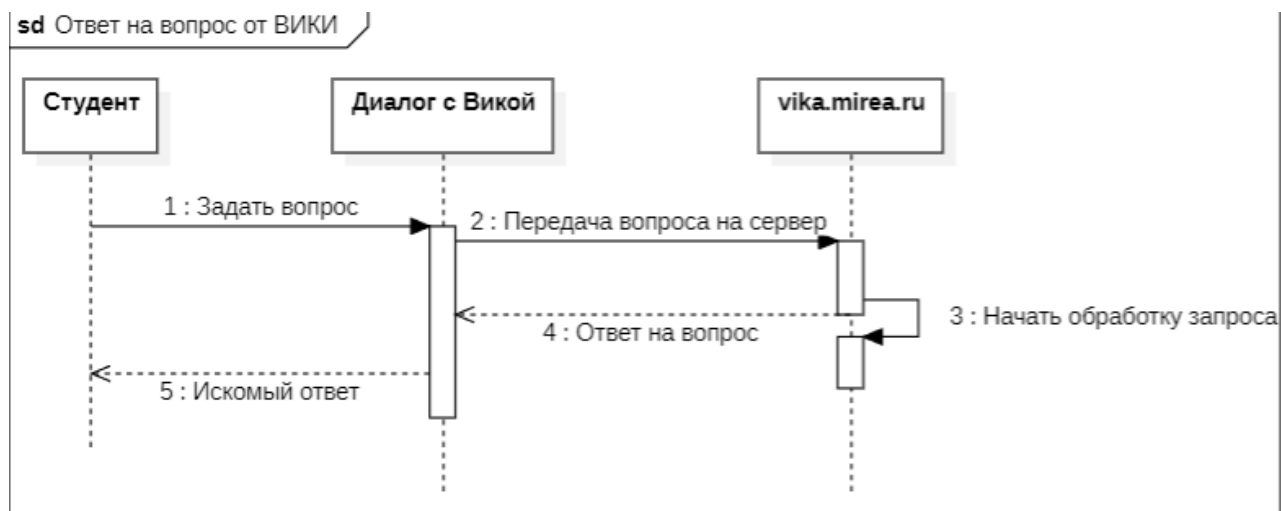 sd Ответ на вопрос от ВИКИ
Студент
Диалог с Викой
vika.mirea.ru
1 : Задать вопрос
2 : Передача вопроса на сервер
3 : Начать обработку запроса
4 : Ответ на вопрос
5 : Искомый ответ